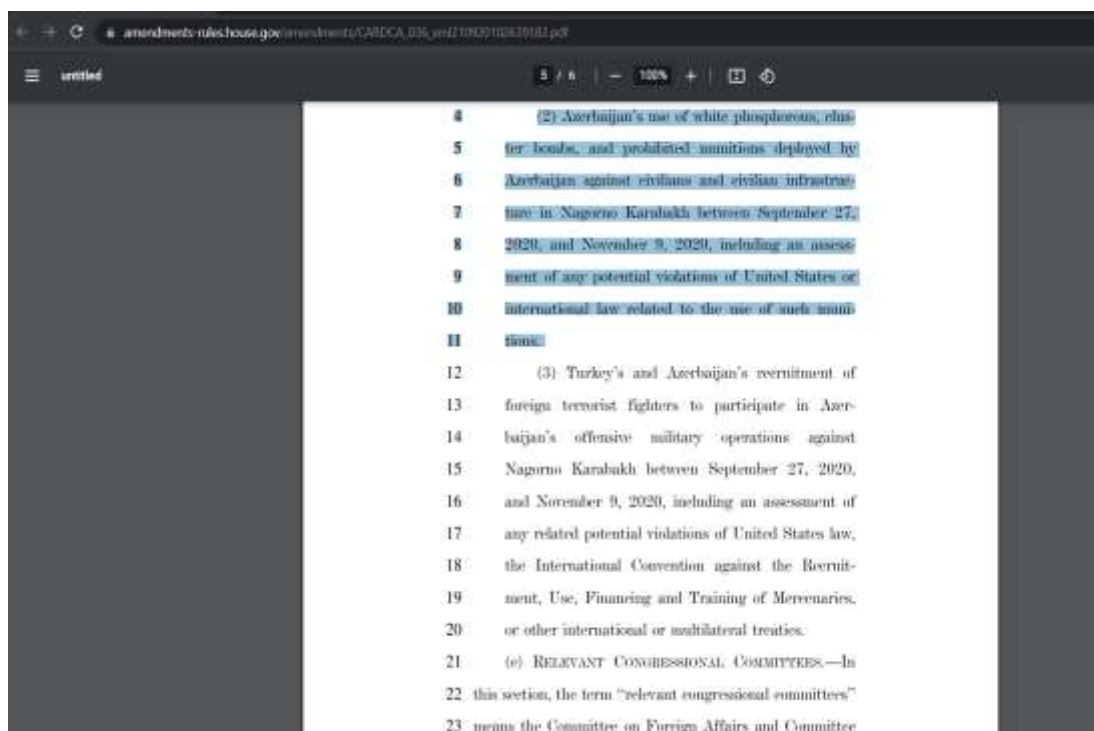 amendments-rules.house.gov/amendments/
untitled
5 / 6 | − 100% + |
4 (2) Azerbaijan's use of white phosphorous, clus-
5 ter bombs, and prohibited munitions deployed by
6 Azerbaijan against civilians and civilian infrastruc-
7 ture in Nagorno Karabakh between September 27,
8 2020, and November 9, 2020, including an assess-
9 ment of any potential violations of United States or
10 international law related to the use of such muni-
11 tions.
12 (3) Turkey's and Azerbaijan's recruitment of
13 foreign terrorist fighters to participate in Azer-
14 baijan's offensive military operations against
15 Nagorno Karabakh between September 27, 2020,
16 and November 9, 2020, including an assessment of
17 any related potential violations of United States law,
18 the International Convention against the Recruit-
19 ment, Use, Financing and Training of Mercenaries,
20 or other international or multilateral treaties.
21 (e) RELEVANT CONGRESSIONAL COMMITTEES.—In
22 this section, the term “relevant congressional committees”
23 means the Committee on Foreign Affairs and Committee